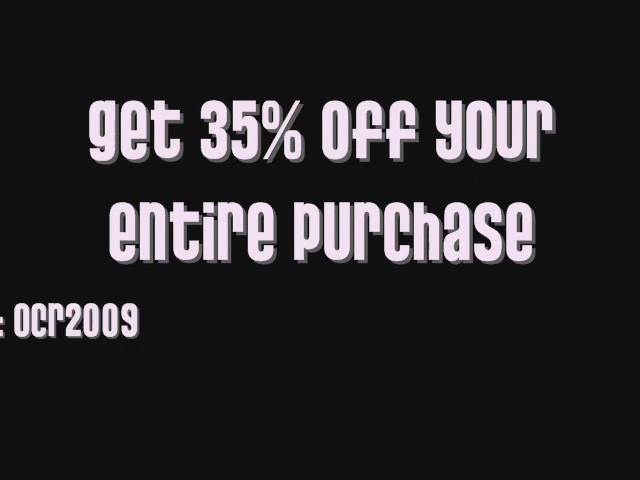 get 35% off your
entire purchase
: ocr2009